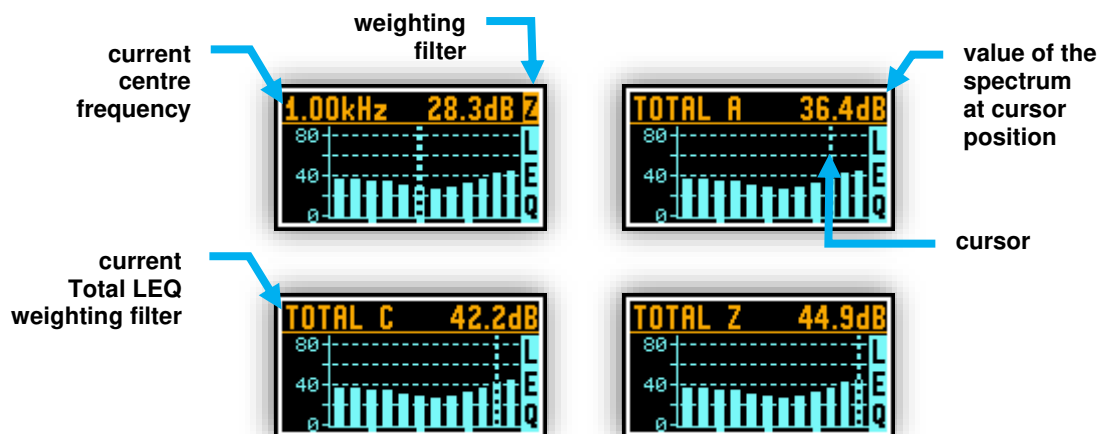 weighting
filter
current
centre
frequency
value of the
spectrum
at cursor
position
1.00kHz 28.3dB Z
80
40
0
L
E
Q
TOTAL A 36.4dB
80
40
0
L
E
Q
cursor
current
Total LEQ
weighting filter
TOTAL C 42.2dB
80
40
0
L
E
Q
TOTAL Z 44.9dB
80
40
0
L
E
Q